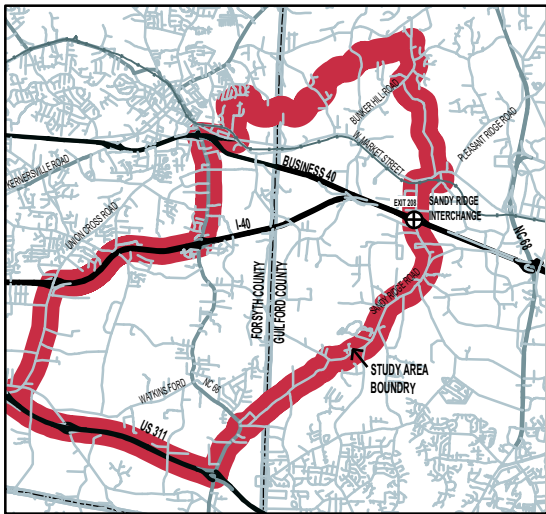 BUNKER HILL ROAD
PLEASANT RIDGE ROAD
W. MARKET STREET
KERNERSVILLE ROAD
BUSINESS 40
EXIT 208
SANDY RIDGE
INTERCHANGE
UNION CROSS ROAD
I-40
NC 68
FORSYTH COUNTY
GUILFORD COUNTY
SANDY RIDGE ROAD
STUDY AREA
BOUNDRY
WATKINS FORD
NC 66
US 311